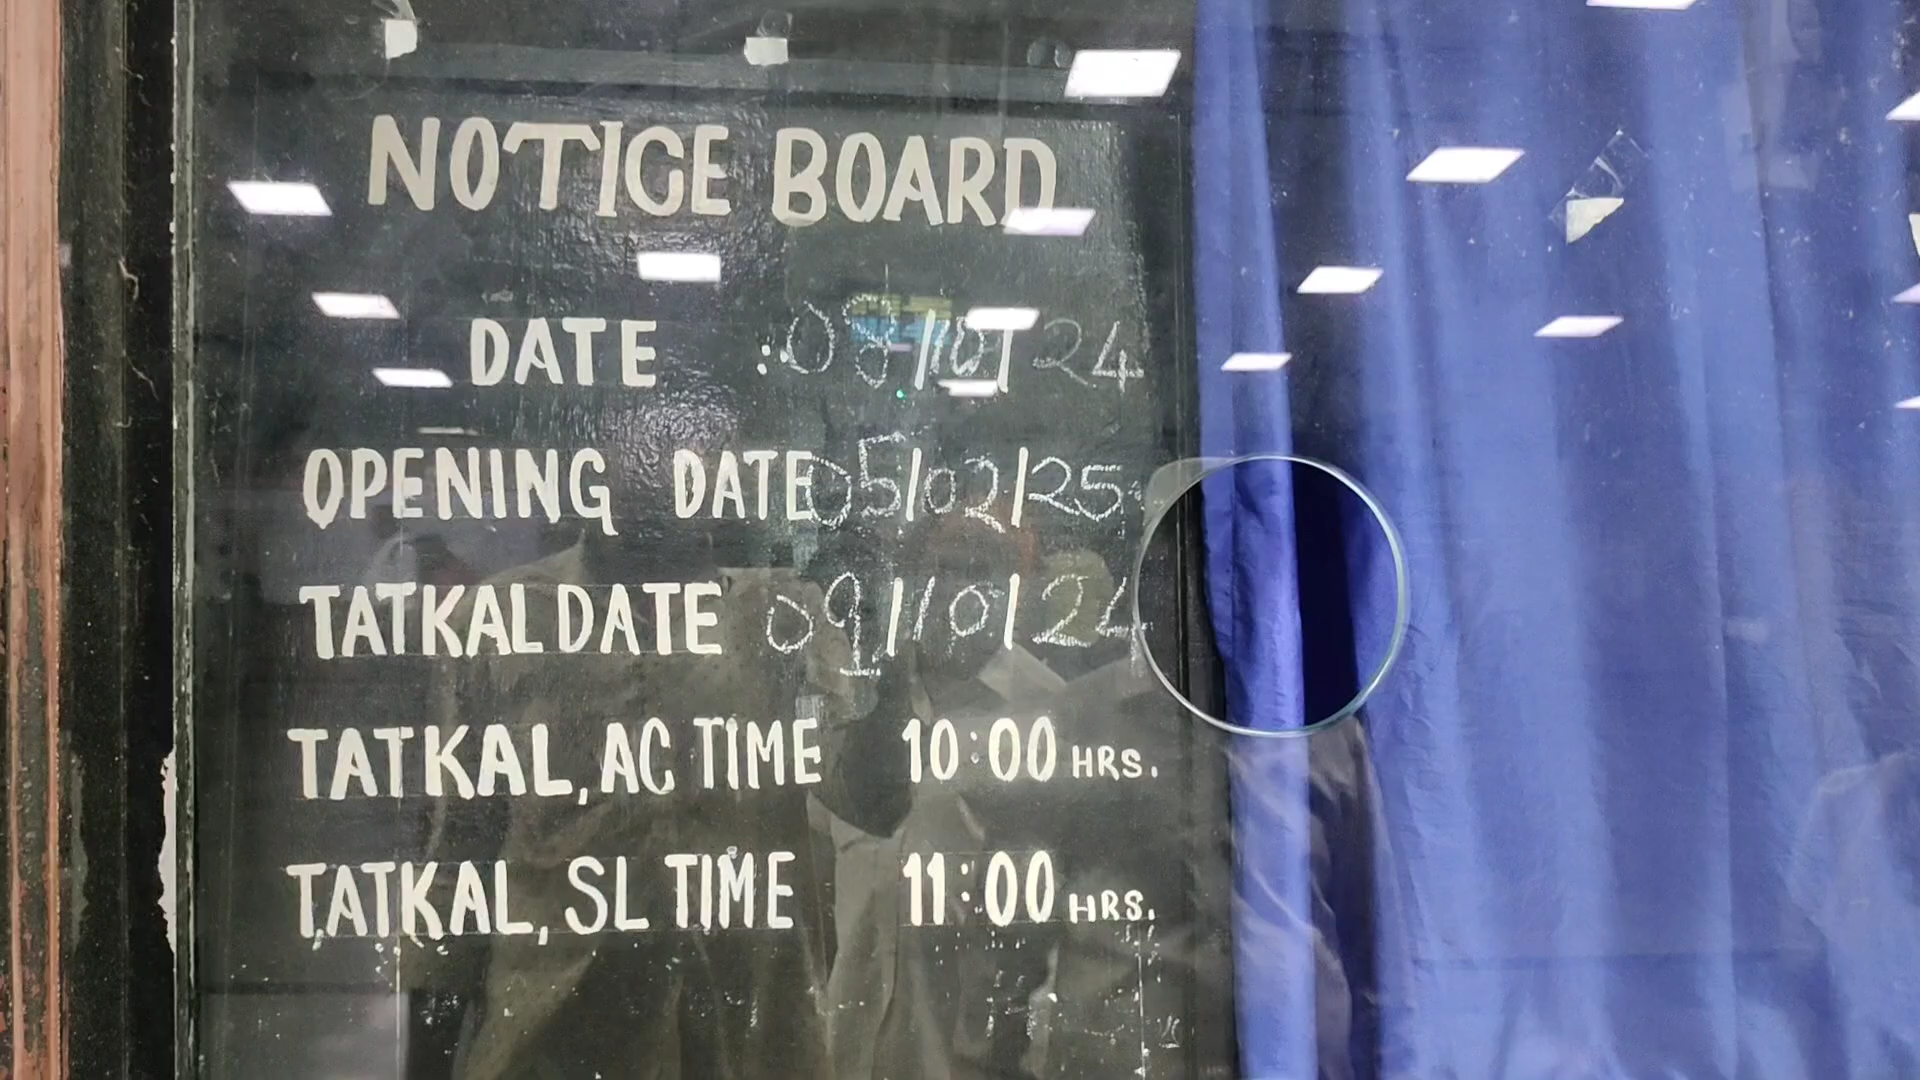 NOTICE BOARD
DATE : 08/10/24
OPENING DATE 05/02/25
TATKAL DATE 09/10/24
TATKAL, AC TIME 10:00 HRS.
TATKAL, SL TIME 11:00 HRS.